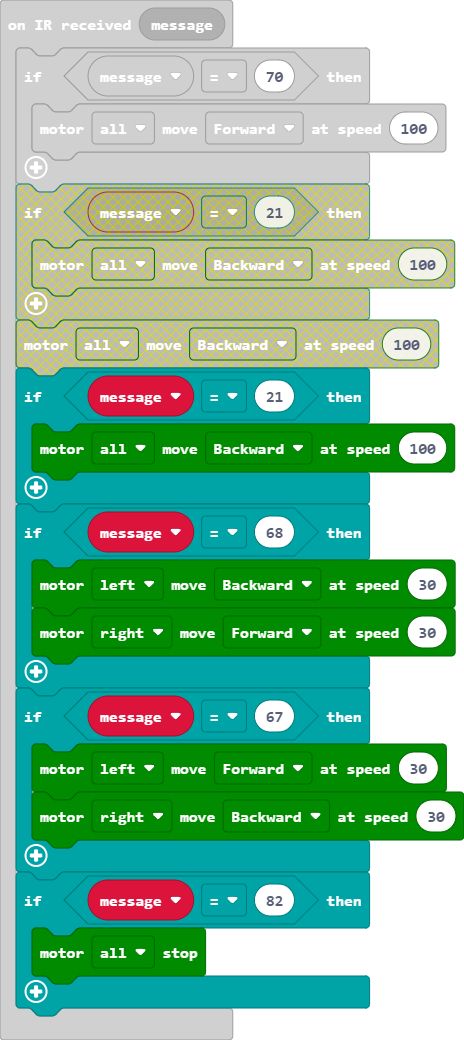 on IR received message
if message = 70 then
motor all move Forward at speed 100
if message = 21 then
motor all move Backward at speed 100
motor all move Backward at speed 100
if message = 21 then
motor all move Backward at speed 100
if message = 68 then
motor left move Backward at speed 30
motor right move Forward at speed 30
if message = 67 then
motor left move Forward at speed 30
motor right move Backward at speed 30
if message = 82 then
motor all stop